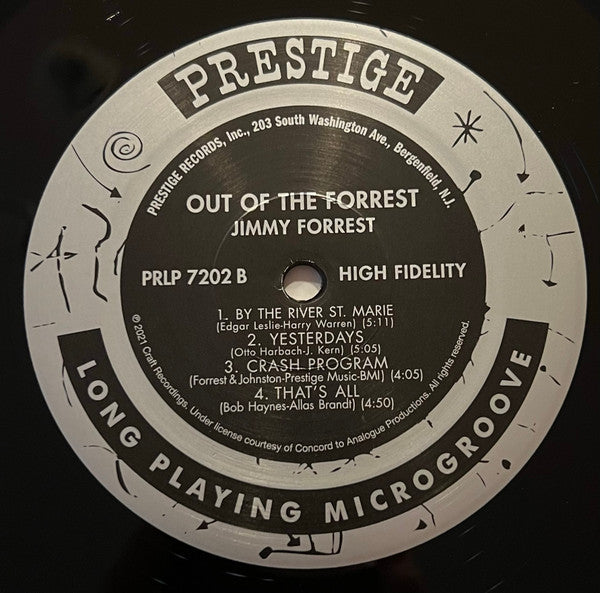 PRESTIGE
PRESTIGE RECORDS, Inc., 203 South Washington Ave., Bergenfield, N.J.
OUT OF THE FORREST
JIMMY FORREST
PRLP 7202 B
HIGH FIDELITY
1. BY THE RIVER ST. MARIE
(Edgar Leslie-Harry Warren) (5:11)
2. YESTERDAYS
(Otto Harbach-J. Kern) (5:05)
3. CRASH PROGRAM
(Forrest & Johnston-Prestige Music-BMI) (4:05)
4. THAT'S ALL
(Bob Haynes-Allas Brandt) (4:50)
℗ 2021 Craft Recordings. Under license courtesy of Concord to Analogue Productions. All rights reserved.
LONG PLAYING MICROGROOVE